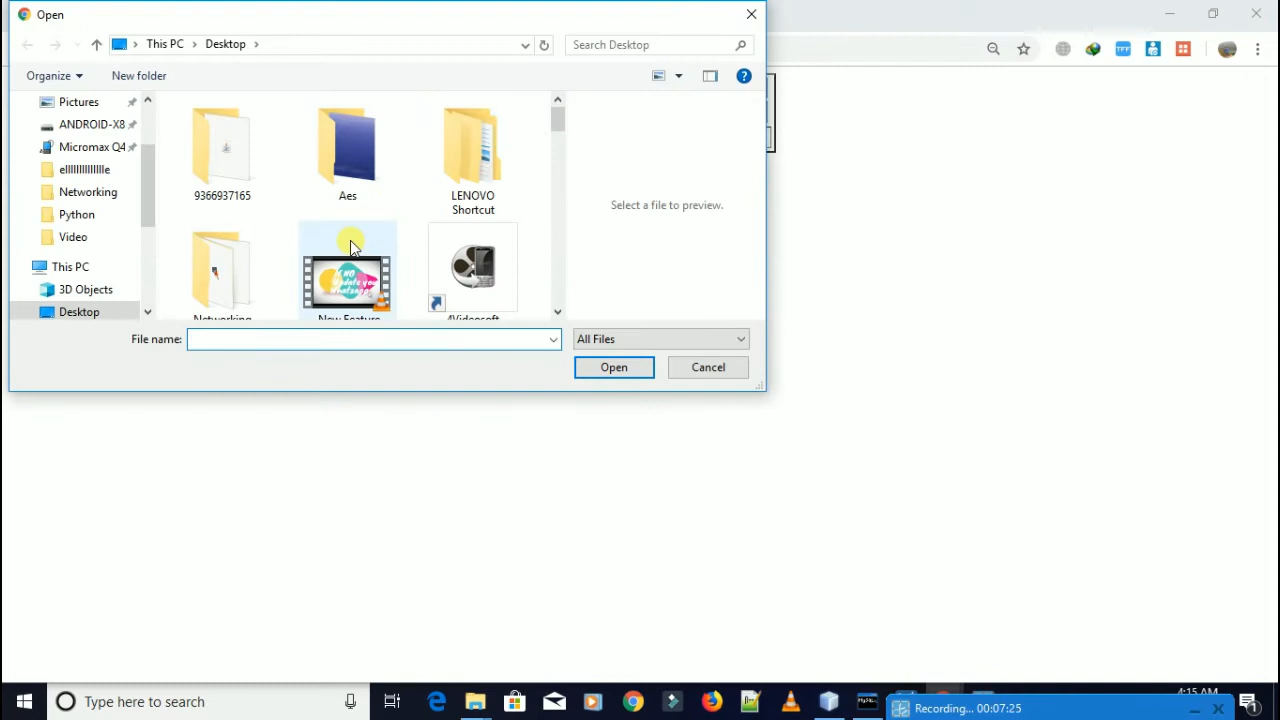 Open
This PC
Desktop
Search Desktop
Organize
New folder
Pictures
ANDROID-X8
Micromax Q4
elllllllllllllle
Networking
Python
Video
This PC
3D Objects
Desktop
9366937165
Aes
LENOVO
Shortcut
Networking
New Feature
4Videosoft
Select a file to preview.
File name:
All Files
Open
Cancel
Type here to search
4:15 AM
Recording... 00:07:25